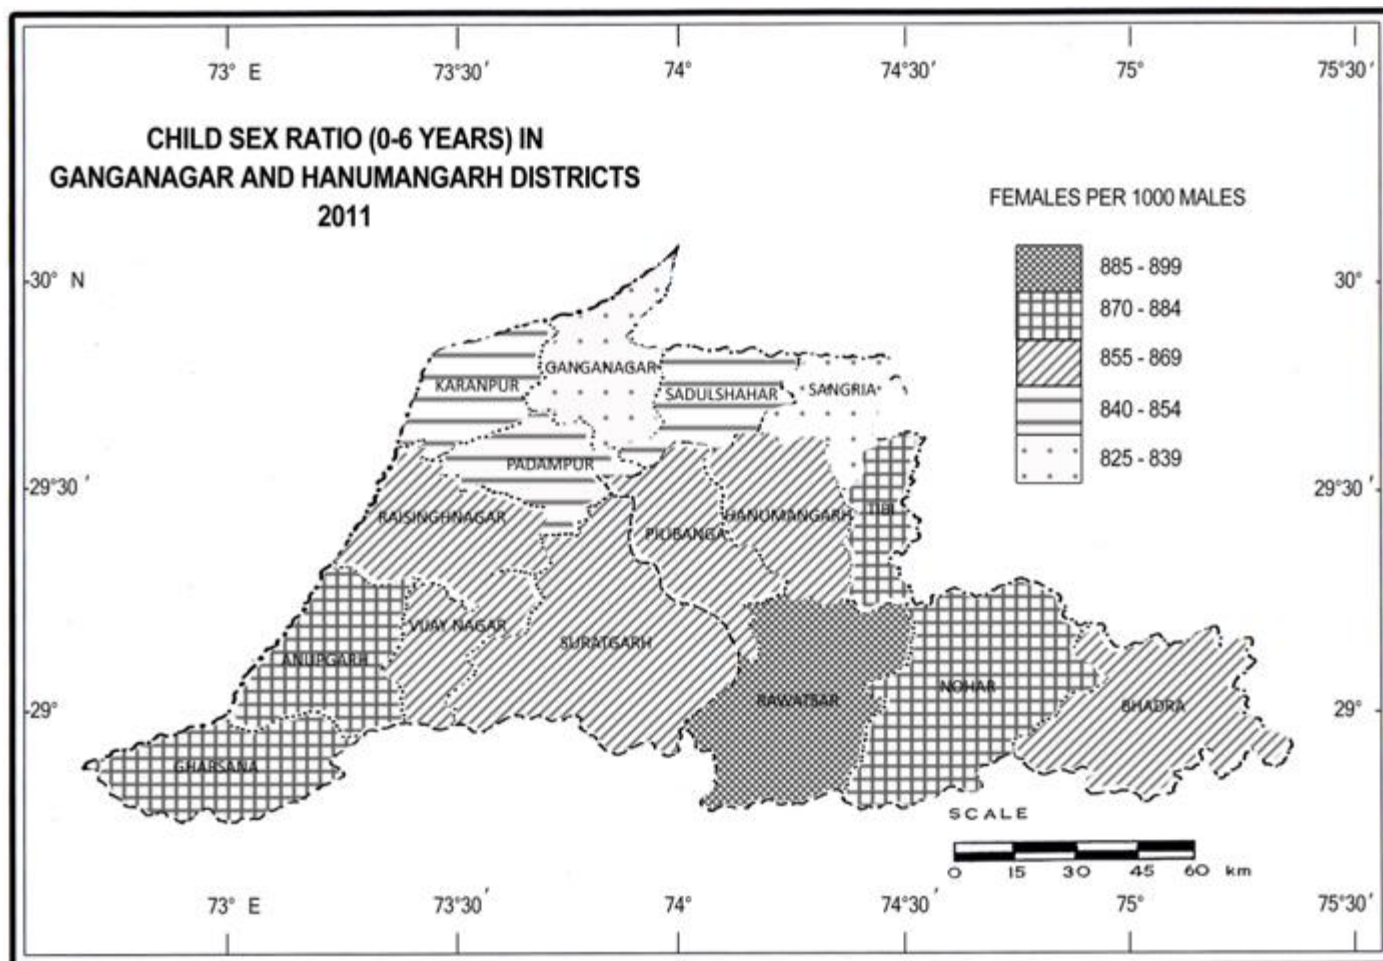 73° E 73°30′ 74° 74°30′ 75° 75°30′
CHILD SEX RATIO (0-6 YEARS) IN
GANGANAGAR AND HANUMANGARH DISTRICTS
2011
FEMALES PER 1000 MALES
885 - 899
870 - 884
855 - 869
840 - 854
825 - 839
30° N 30°
GANGANAGAR
KARANPUR
SADULSHAHAR
SANGRIA
PADAMPUR
29°30′ 29°30′
RAISINGHNAGAR
HANUMANGARH
TIBI
PILIBANGA
VIJAY NAGAR
SURATGARH
ANUPGARH
NOHAR
RAWATSAR
BHADRA
29° 29°
GHARSANA
SCALE
0 15 30 45 60 km
73° E 73°30′ 74° 74°30′ 75° 75°30′